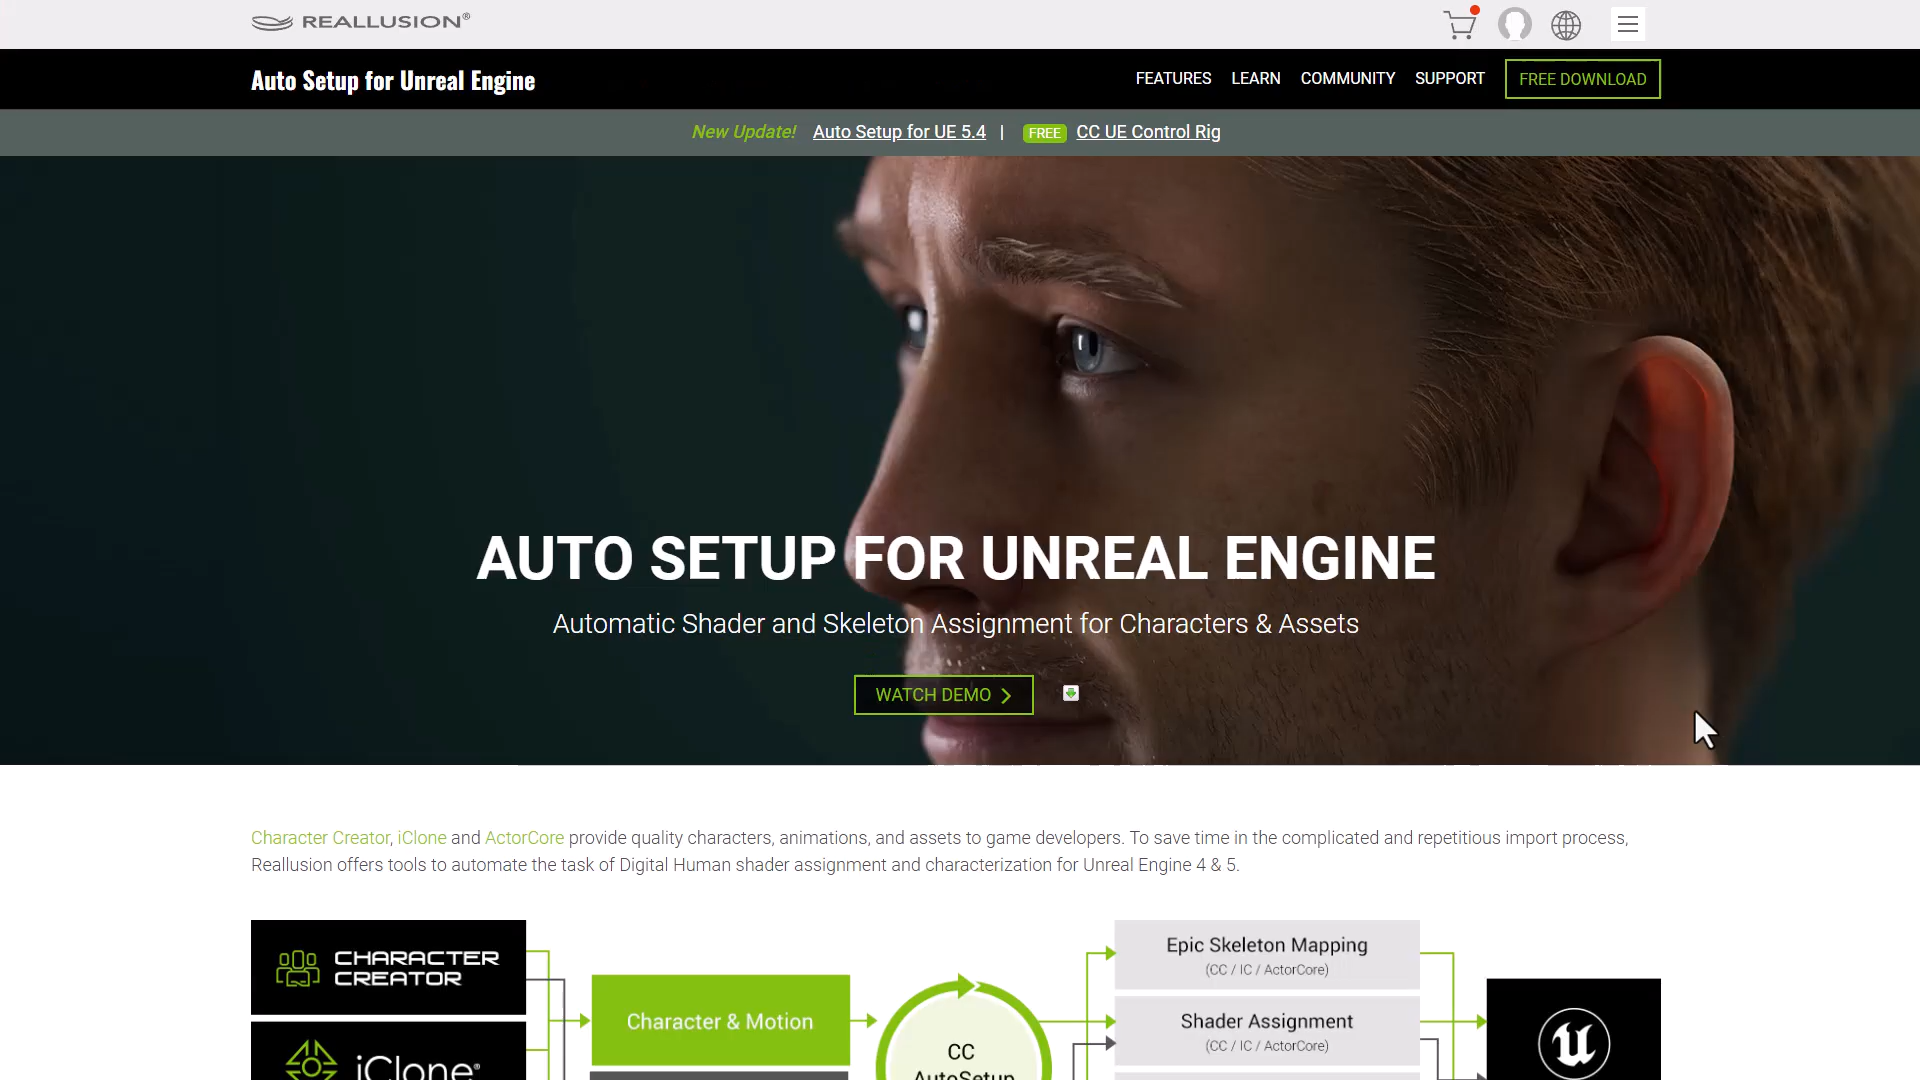 REALLUSION®
Auto Setup for Unreal Engine
FEATURES LEARN COMMUNITY SUPPORT FREE DOWNLOAD
New Update! Auto Setup for UE 5.4 | FREE CC UE Control Rig
AUTO SETUP FOR UNREAL ENGINE
Automatic Shader and Skeleton Assignment for Characters & Assets
WATCH DEMO
Character Creator, iClone and ActorCore provide quality characters, animations, and assets to game developers. To save time in the complicated and repetitious import process,
Reallusion offers tools to automate the task of Digital Human shader assignment and characterization for Unreal Engine 4 & 5.
CHARACTER
CREATOR
iClone®
Character & Motion
CC
AutoSetup
Epic Skeleton Mapping
(CC / IC / ActorCore)
Shader Assignment
(CC / IC / ActorCore)